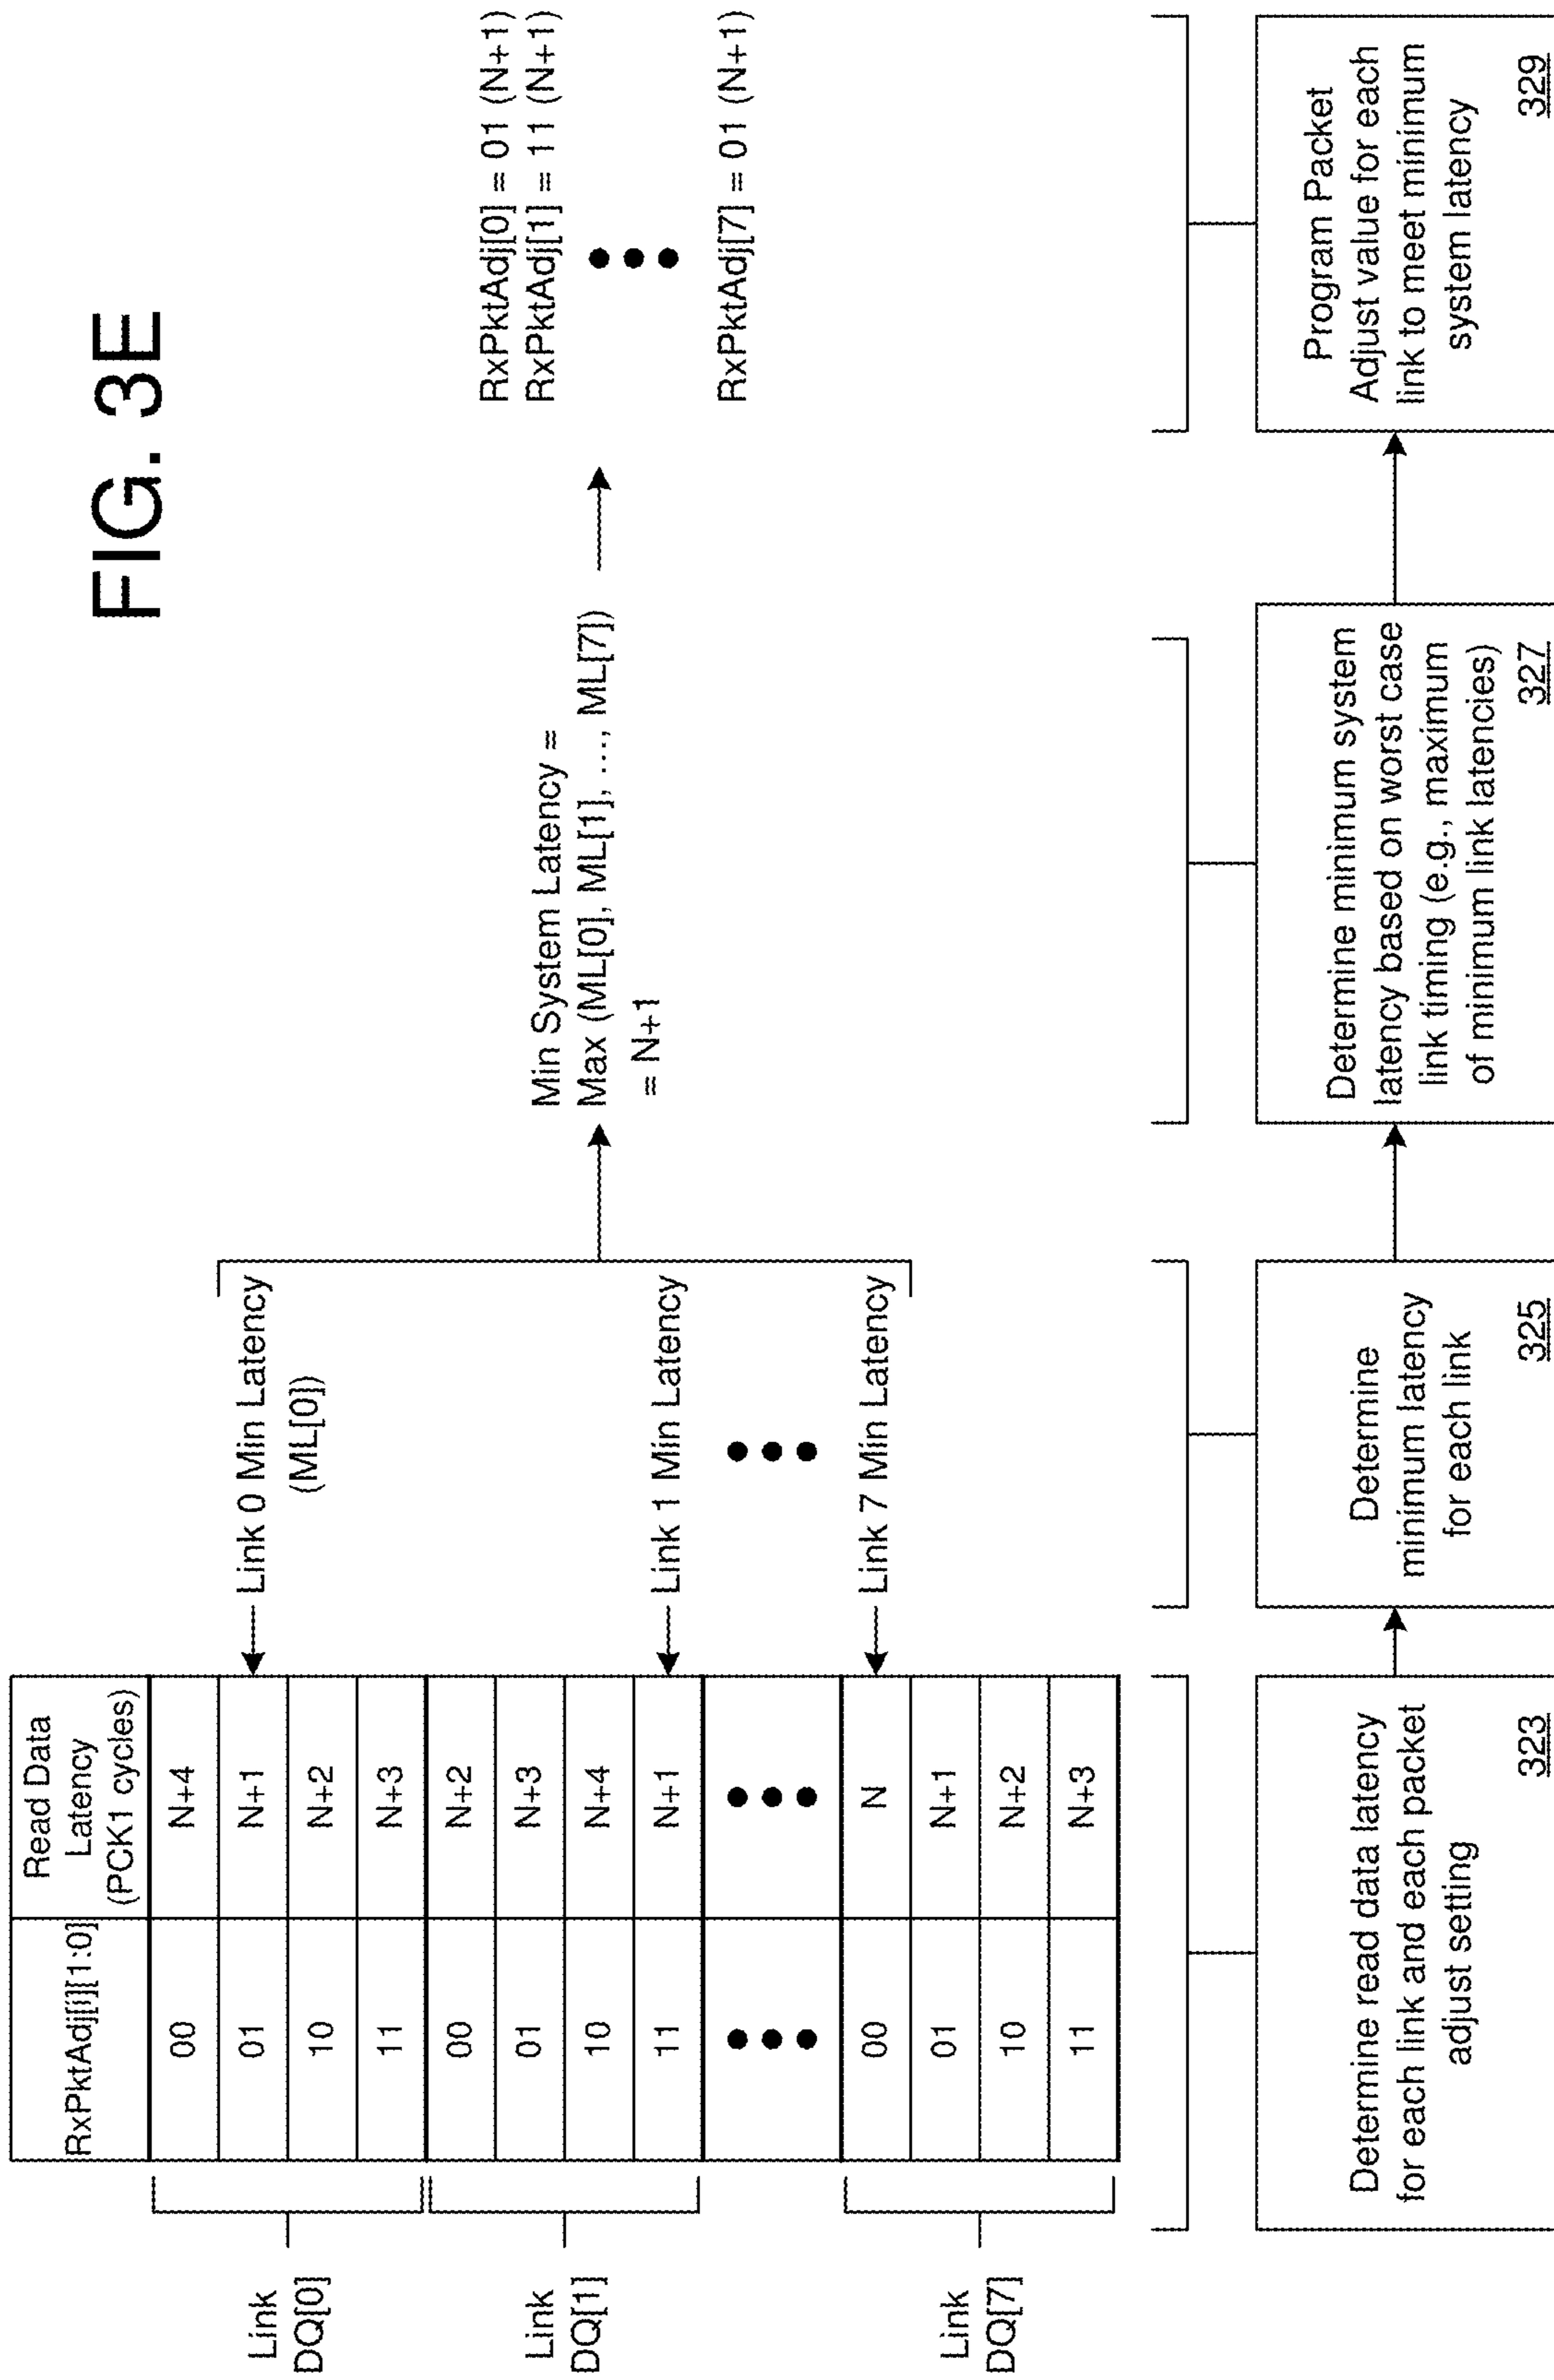 FIG. 3E
RxPktAdj[i][1:0]
Read Data
Latency
(PCK1 cycles)
Link
DQ[0]
00 N+4
01 N+1
10 N+2
11 N+3
Link 0 Min Latency
(ML[0])
Link
DQ[1]
00 N+2
01 N+3
10 N+4
11 N+1
Link 1 Min Latency
Link
DQ[7]
00 N
01 N+1
10 N+2
11 N+3
Link 7 Min Latency
Min System Latency =
Max (ML[0], ML[1], ..., ML[7])
= N+1
RxPktAdj[0] = 01 (N+1)
RxPktAdj[1] = 11 (N+1)
RxPktAdj[7] = 01 (N+1)
Determine read data latency
for each link and each packet
adjust setting
323
Determine
minimum latency
for each link
325
Determine minimum system
latency based on worst case
link timing (e.g., maximum
of minimum link latencies)
327
Program Packet
Adjust value for each
link to meet minimum
system latency
329